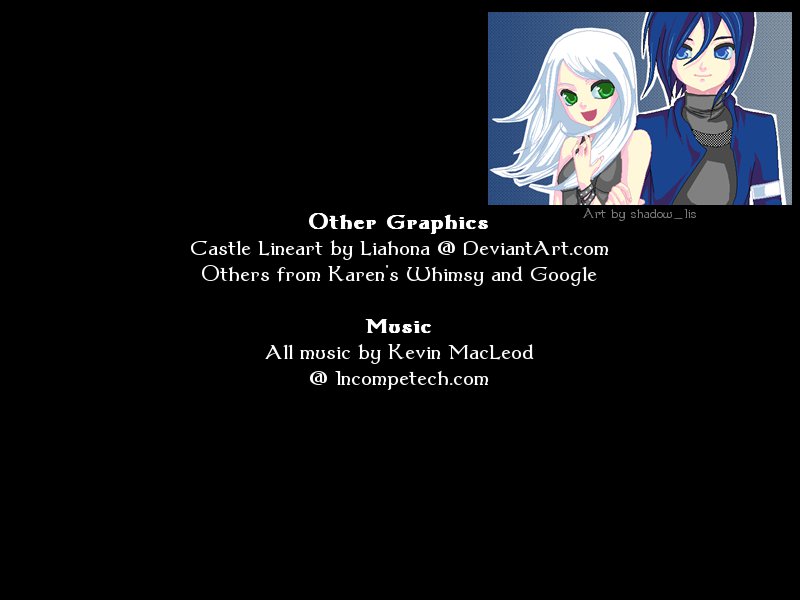 Art by shadow_lis
Other Graphics
Castle Lineart by Liahona @ DeviantArt.com
Others from Karen's Whimsy and Google
Music
All music by Kevin MacLeod
@ Incompetech.com